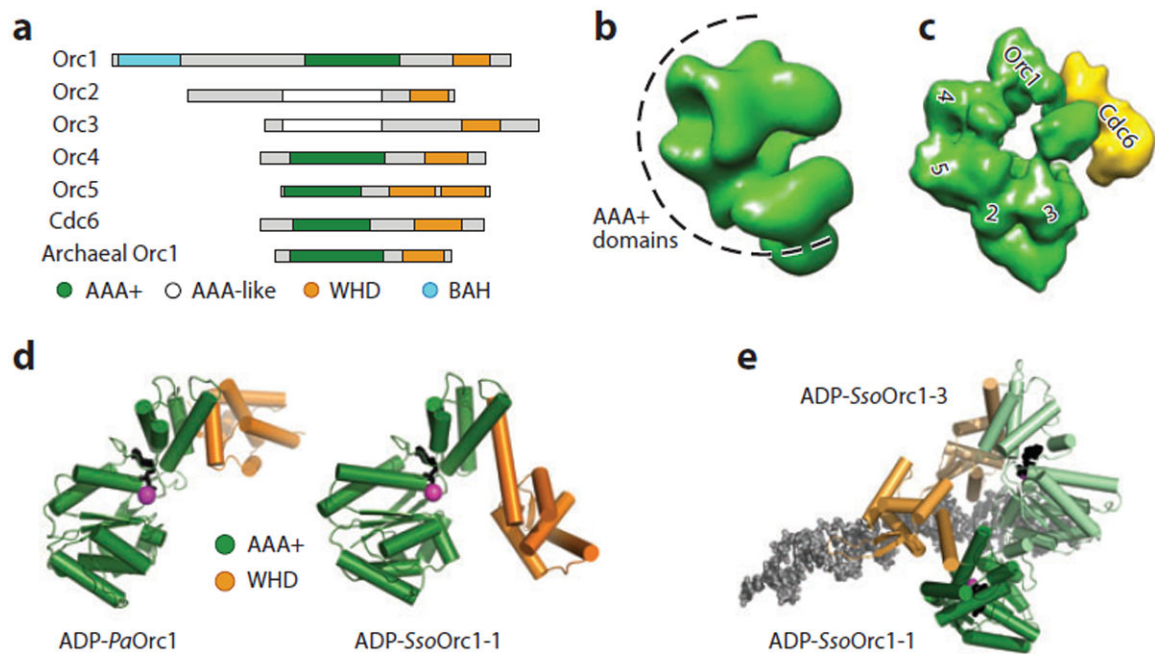 a
Orc1
Orc2
Orc3
Orc4
Orc5
Cdc6
Archaeal Orc1
AAA+ AAA-like WHD BAH
b
AAA+
domains
c
Orc1
Cdc6
4
5
2
3
d
AAA+
WHD
ADP-PaOrc1
ADP-SsoOrc1-1
e
ADP-SsoOrc1-3
ADP-SsoOrc1-1